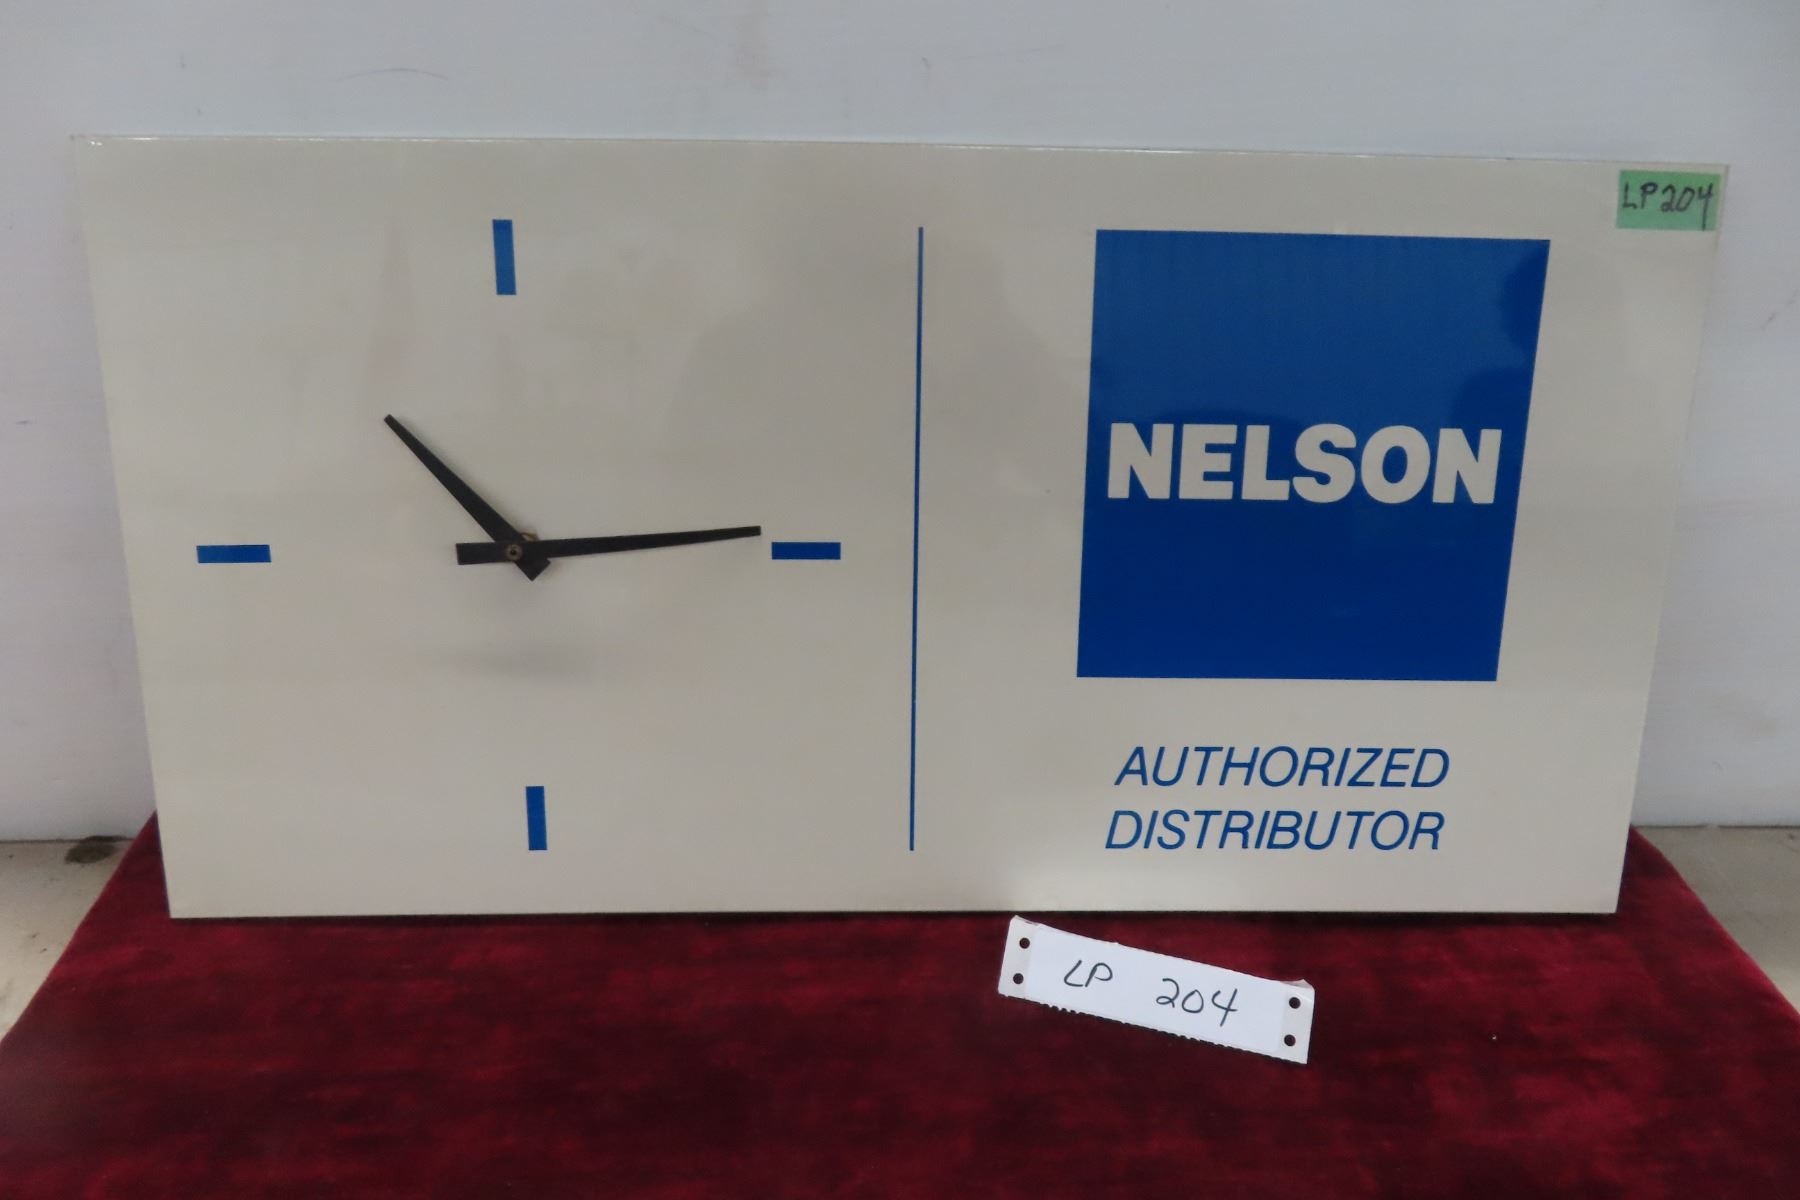 LP204
NELSON
AUTHORIZED
DISTRIBUTOR
LP 204